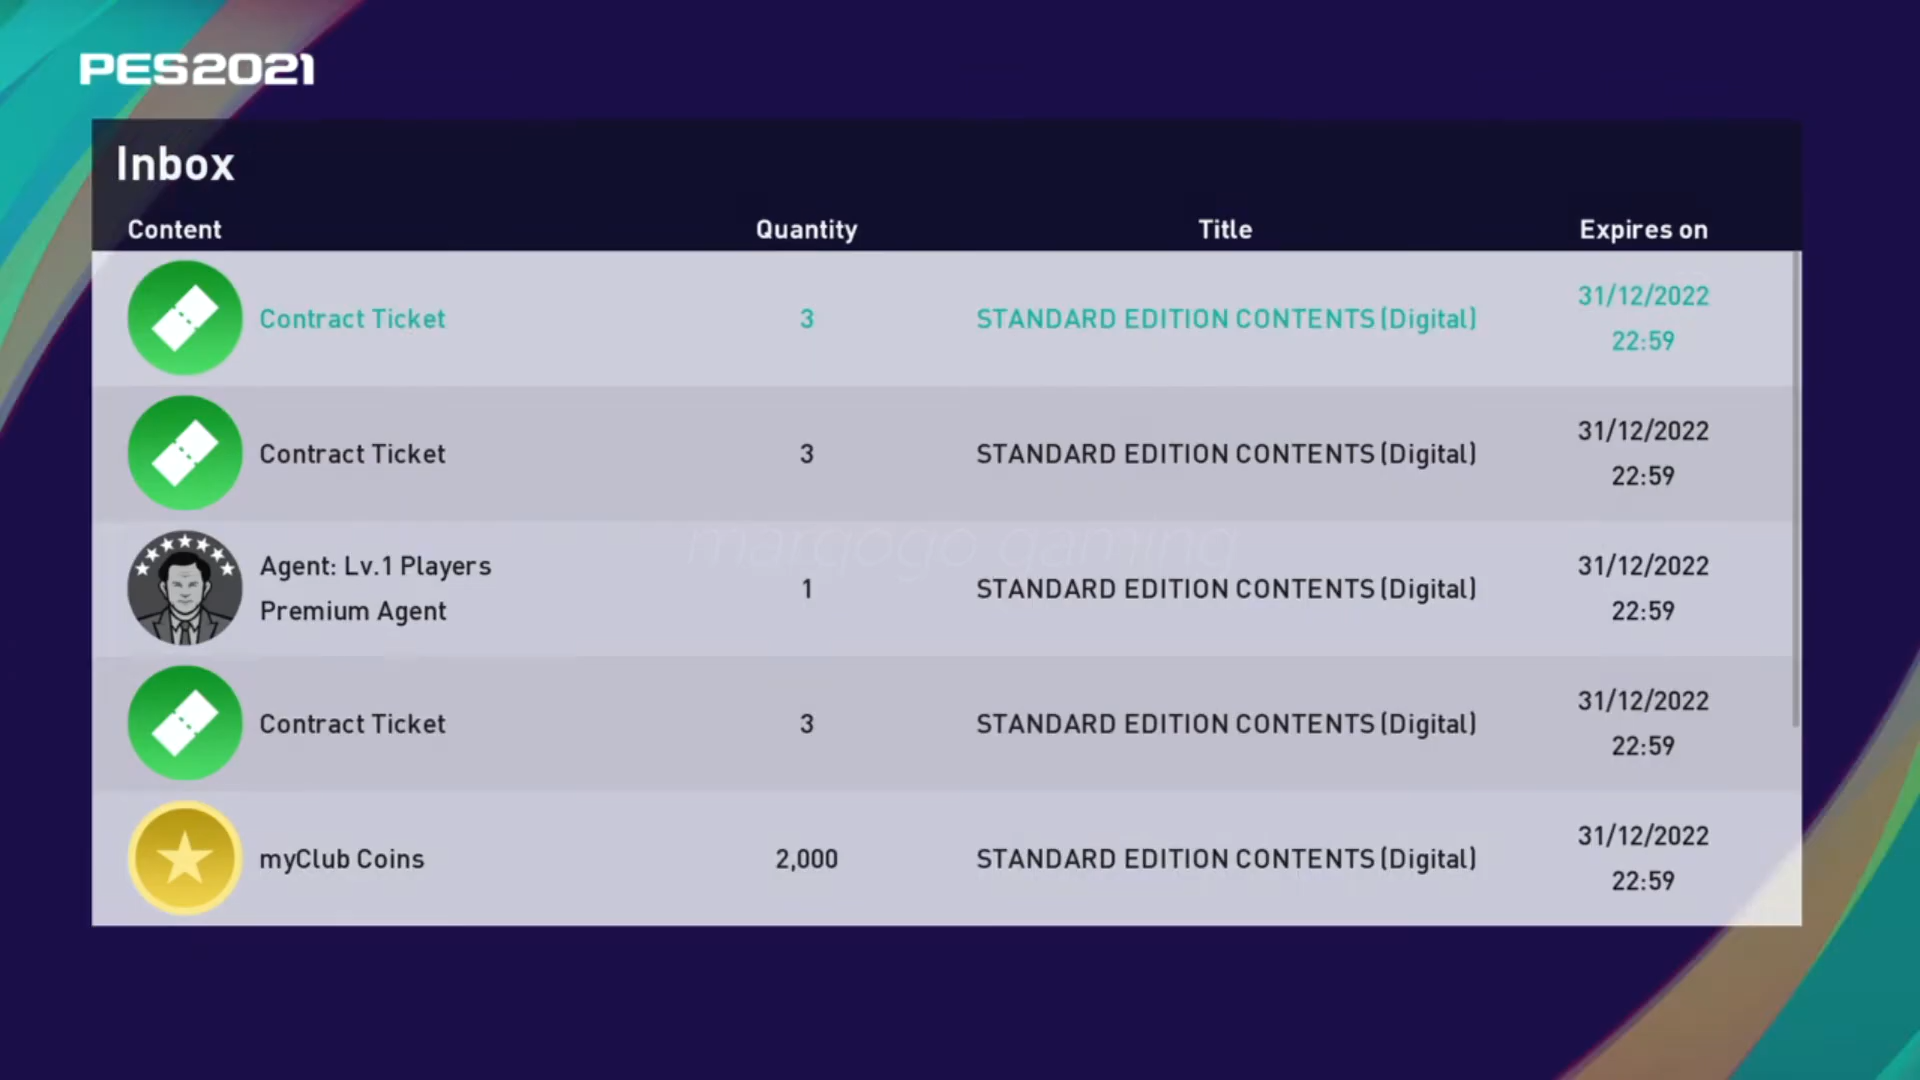 PES2021
Inbox
Content Quantity Title Expires on
Contract Ticket 3 STANDARD EDITION CONTENTS (Digital) 31/12/2022
22:59
Contract Ticket 3 STANDARD EDITION CONTENTS (Digital) 31/12/2022
22:59
margogo gaming
Agent: Lv.1 Players
Premium Agent 1 STANDARD EDITION CONTENTS (Digital) 31/12/2022
22:59
Contract Ticket 3 STANDARD EDITION CONTENTS (Digital) 31/12/2022
22:59
myClub Coins 2,000 STANDARD EDITION CONTENTS (Digital) 31/12/2022
22:59